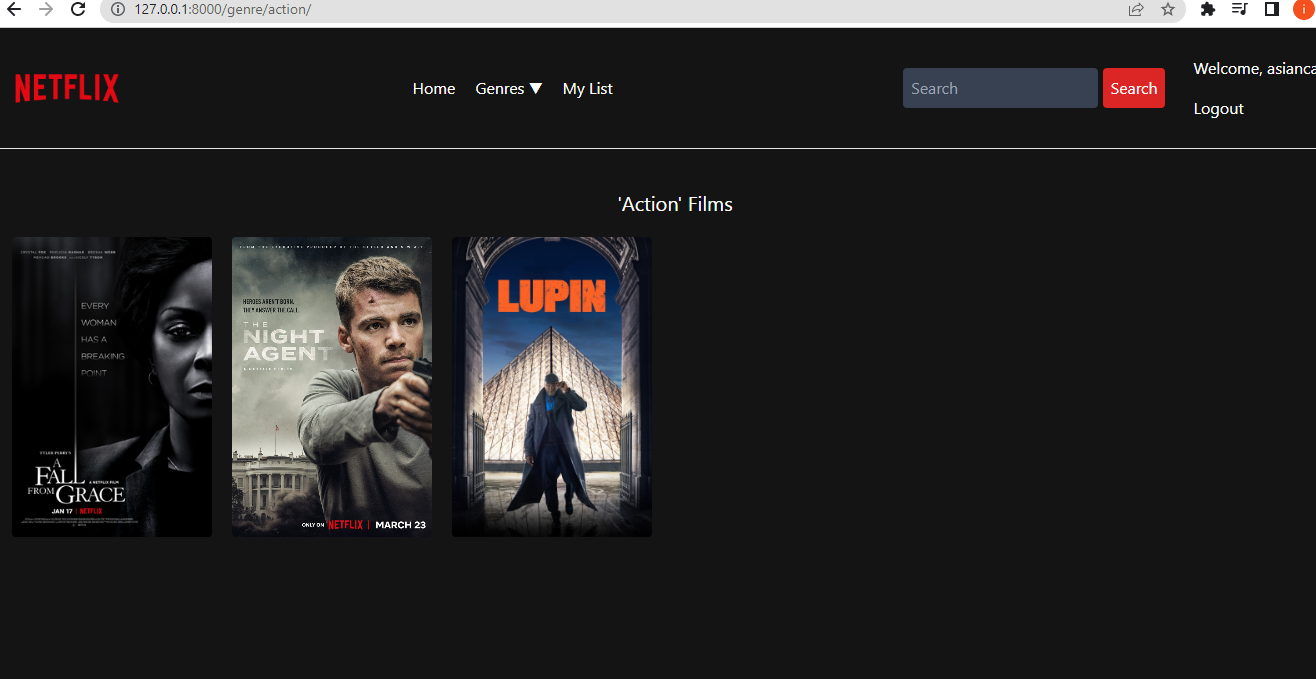 127.0.0.1:8000/genre/action/
i
NETFLIX
Home
Genres ▼
My List
Search
Search
Welcome, asianca
Logout
'Action' Films
EVERY
WOMAN
HAS A
BREAKING
POINT
TYLER PERRY'S
A
FALL
FROM GRACE
A NETFLIX FILM
JAN 17 | NETFLIX
HEROES AREN'T BORN.
THEY ANSWER THE CALL.
THE
NIGHT
AGENT
ONLY ON NETFLIX | MARCH 23
LUPIN